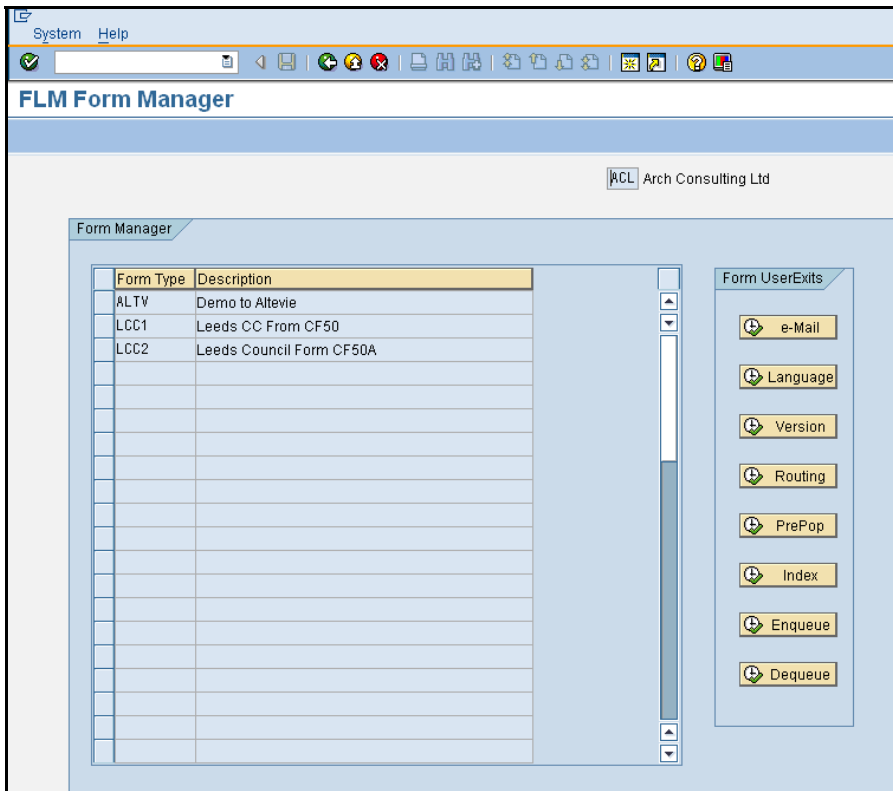 System Help
FLM Form Manager
ACL Arch Consulting Ltd
Form Manager
Form UserExits
Form Type Description
ALTV Demo to Altevie
LCC1 Leeds CC From CF50
LCC2 Leeds Council Form CF50A
e-Mail
Language
Version
Routing
PrePop
Index
Enqueue
Dequeue